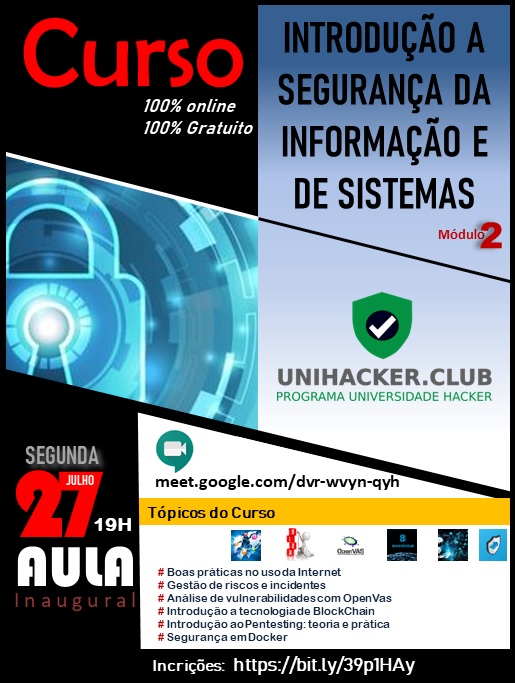 Curso
100% online
100% Gratuito
INTRODUÇÃO A
SEGURANÇA DA
INFORMAÇÃO E
DE SISTEMAS
Módulo 2
UNIHACKER.CLUB
PROGRAMA UNIVERSIDADE HACKER
SEGUNDA
27
JULHO
19H
AULA
Inaugural
meet.google.com/dvr-wvyn-qyh
Tópicos do Curso
OpenVAS
# Boas práticas no uso da Internet
# Gestão de riscos e incidentes
# Análise de vulnerabilidades com OpenVas
# Introdução a tecnologia de BlockChain
# Introdução ao Pentesting: teoria e prática
# Segurança em Docker
Incrições: https://bit.ly/39p1HAy